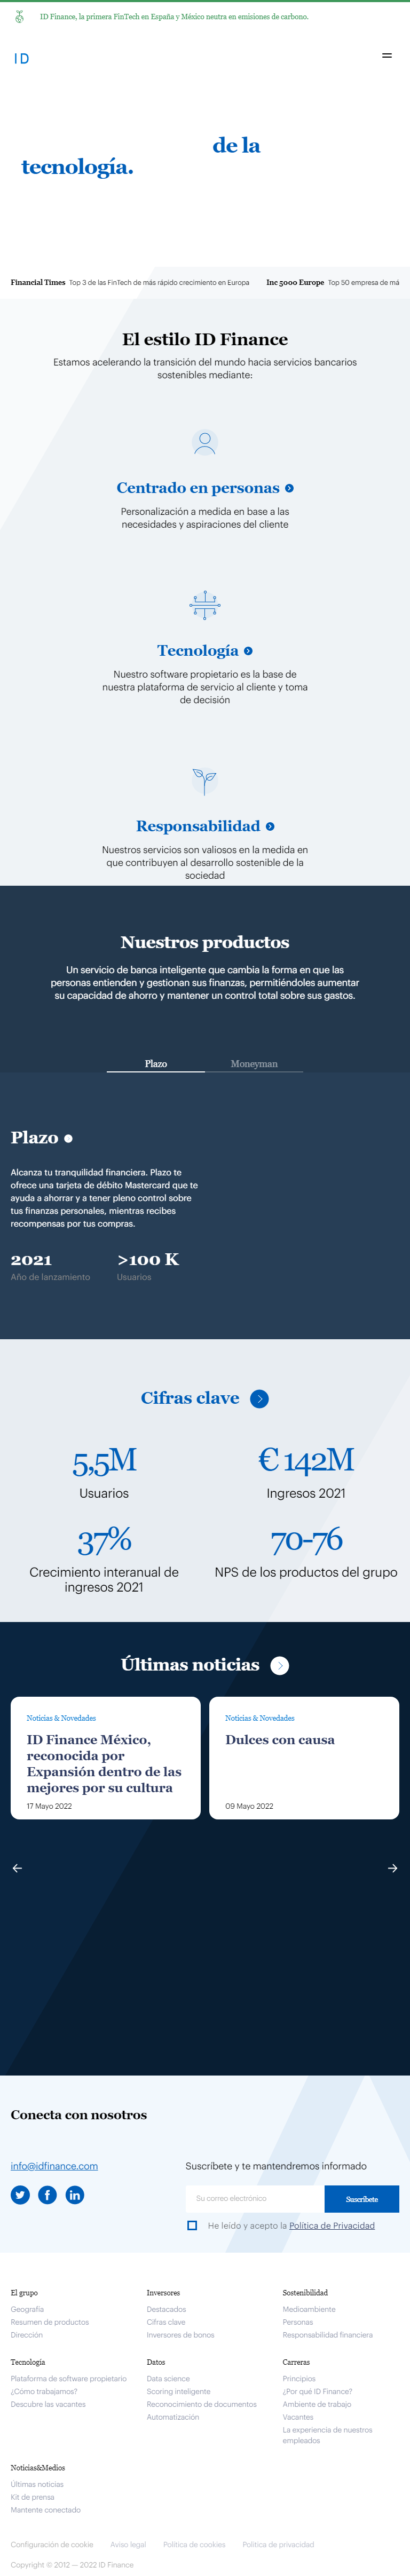 ID Finance, la primera FinTech en España y México neutra en emisiones de carbono.
ID
de la
tecnología.
Financial Times Top 3 de las FinTech de más rápido crecimiento en Europa Inc 5000 Europe Top 50 empresa de má
El estilo ID Finance
Estamos acelerando la transición del mundo hacia servicios bancarios
sostenibles mediante:
Centrado en personas
Personalización a medida en base a las
necesidades y aspiraciones del cliente
Tecnología
Nuestro software propietario es la base de
nuestra plataforma de servicio al cliente y toma
de decisión
Responsabilidad
Nuestros servicios son valiosos en la medida en
que contribuyen al desarrollo sostenible de la
sociedad
Nuestros productos
Un servicio de banca inteligente que cambia la forma en que las
personas entienden y gestionan sus finanzas, permitiéndoles aumentar
su capacidad de ahorro y mantener un control total sobre sus gastos.
Plazo Moneyman
Plazo
Alcanza tu tranquilidad financiera. Plazo te
ofrece una tarjeta de débito Mastercard que te
ayuda a ahorrar y a tener pleno control sobre
tus finanzas personales, mientras recibes
recompensas por tus compras.
2021 >100 K
Año de lanzamiento Usuarios
Cifras clave
5,5M € 142M
Usuarios Ingresos 2021
37% 70-76
Crecimiento interanual de
ingresos 2021
NPS de los productos del grupo
Últimas noticias
Noticias & Novedades
ID Finance México,
reconocida por
Expansión dentro de las
mejores por su cultura
17 Mayo 2022
Noticias & Novedades
Dulces con causa
09 Mayo 2022
Conecta con nosotros
info@idfinance.com
Suscríbete y te mantendremos informado
Su correo electrónico
Suscríbete
He leído y acepto la Política de Privacidad
El grupo
Geografía
Resumen de productos
Dirección
Inversores
Destacados
Cifras clave
Inversores de bonos
Sostenibilidad
Medioambiente
Personas
Responsabilidad financiera
Tecnología
Plataforma de software propietario
¿Cómo trabajamos?
Descubre las vacantes
Datos
Data science
Scoring inteligente
Reconocimiento de documentos
Automatización
Carreras
Principios
¿Por qué ID Finance?
Ambiente de trabajo
Vacantes
La experiencia de nuestros
empleados
Noticias&Medios
Últimas noticias
Kit de prensa
Mantente conectado
Configuración de cookie Aviso legal Política de cookies Política de privacidad
Copyright © 2012 — 2022 ID Finance